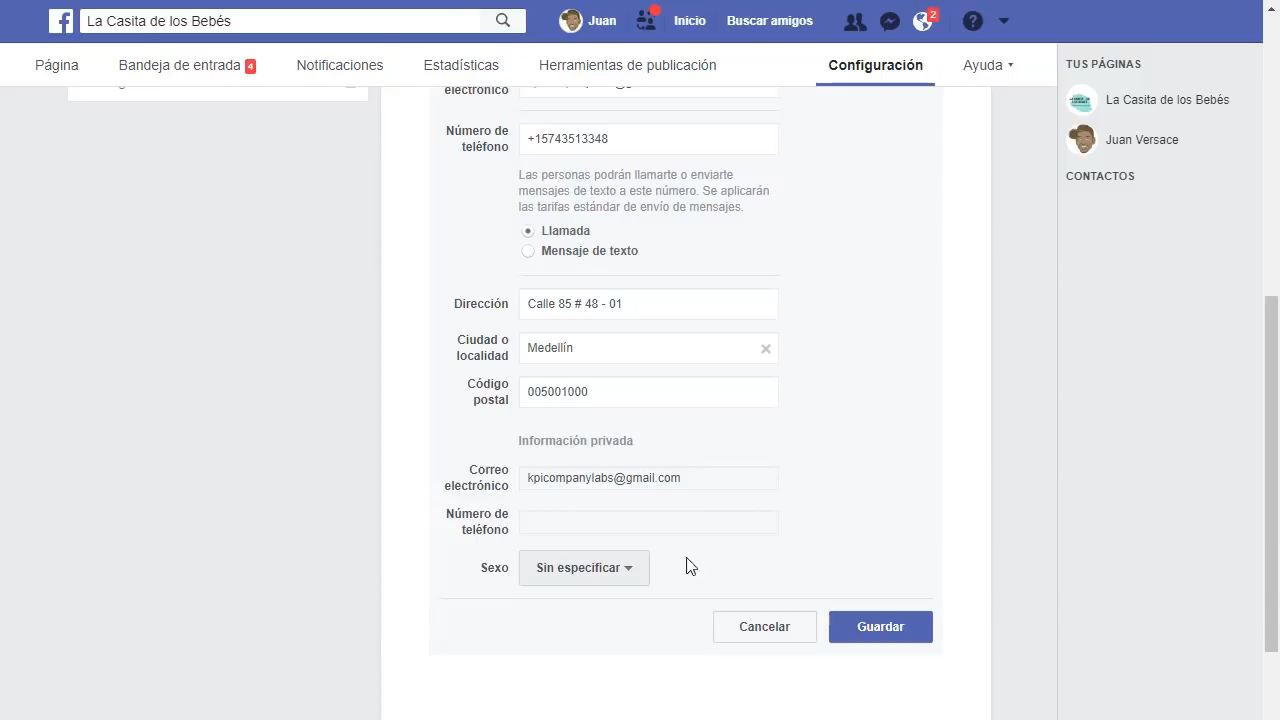 La Casita de los Bebés
Juan
Inicio
Buscar amigos
2
Página
Bandeja de entrada 4
Notificaciones
Estadísticas
Herramientas de publicación
Configuración
Ayuda
TUS PÁGINAS
La Casita de los Bebés
Juan Versace
CONTACTOS
electrónico
Número de
teléfono
+15743513348
Las personas podrán llamarte o enviarte
mensajes de texto a este número. Se aplicarán
las tarifas estándar de envío de mensajes.
Llamada
Mensaje de texto
Dirección
Calle 85 # 48 - 01
Ciudad o
localidad
Medellín
Código
postal
005001000
Información privada
Correo
electrónico
kpicompanylabs@gmail.com
Número de
teléfono
Sexo
Sin especificar
Cancelar
Guardar